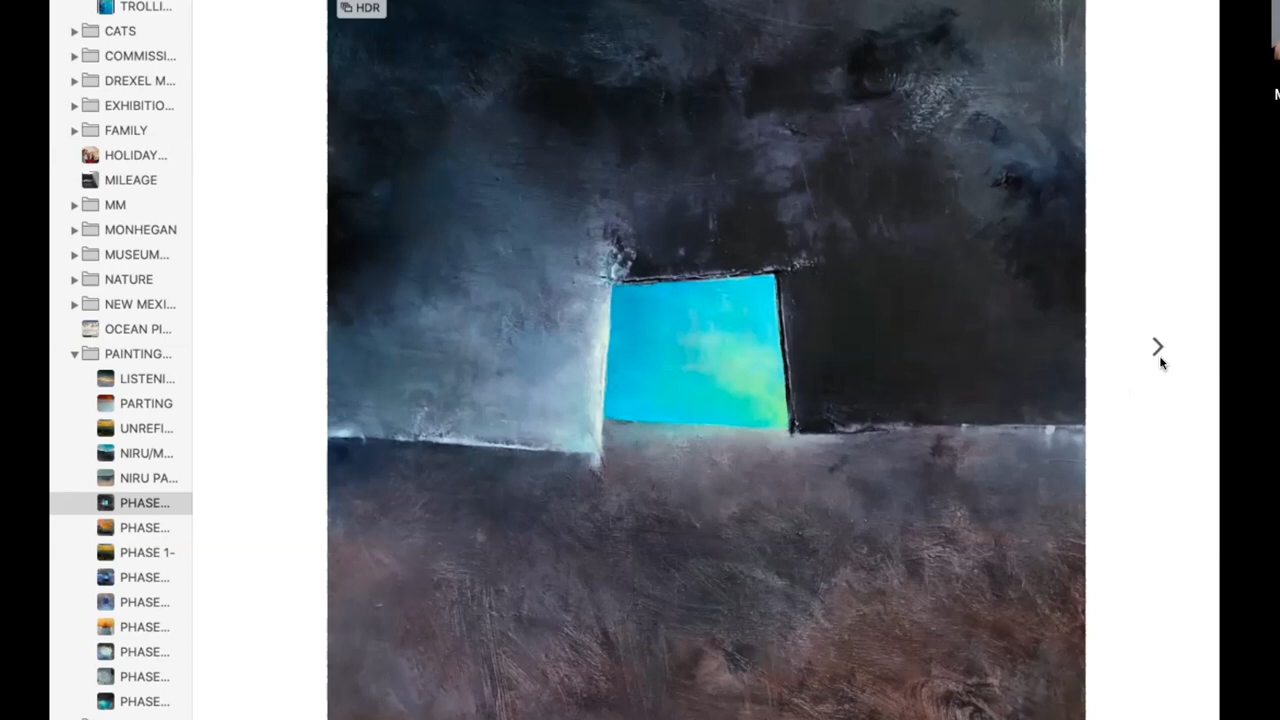 TROLLI...
HDR
CATS
COMMISSI...
DREXEL M...
EXHIBITIO...
FAMILY
HOLIDAY...
MILEAGE
MM
MONHEGAN
MUSEUM...
NATURE
NEW MEXI...
OCEAN PI...
PAINTING...
LISTENI...
PARTING
UNREFI...
NIRU/M...
NIRU PA...
PHASE...
PHASE...
PHASE 1-
PHASE...
PHASE...
PHASE...
PHASE...
PHASE...
PHASE...